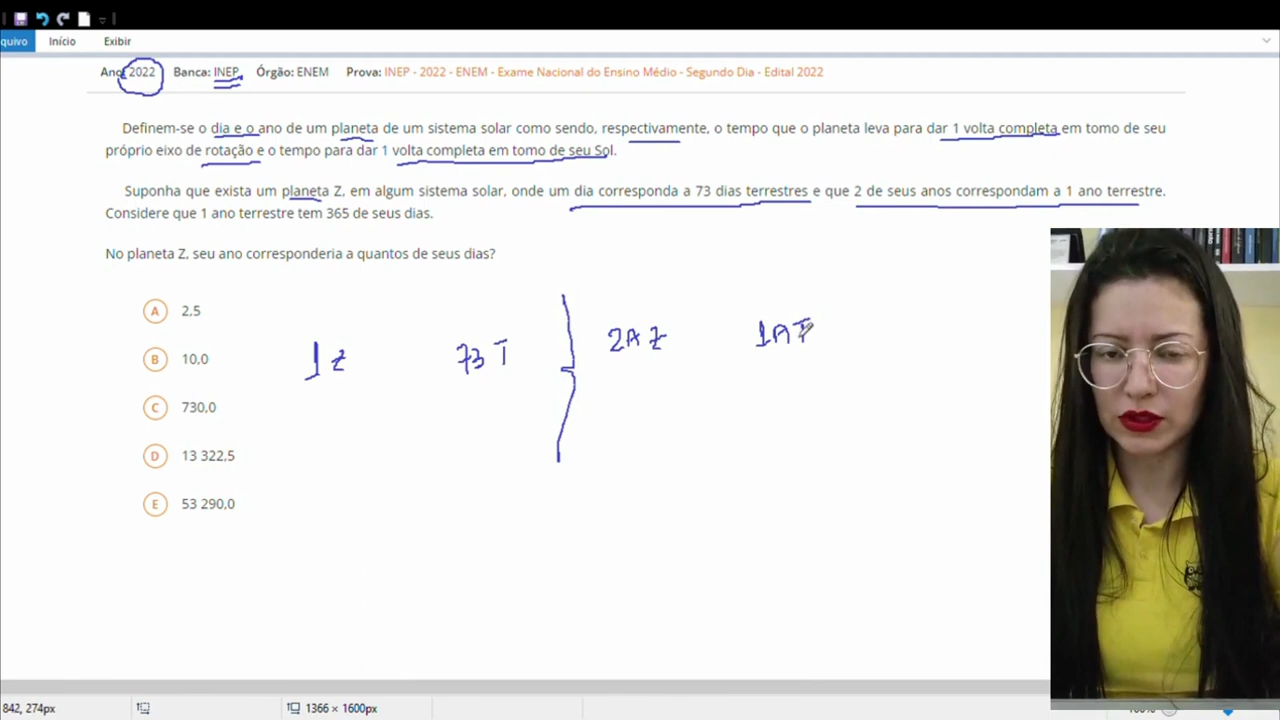 quivo Início Exibir
Ano: 2022 Banca: INEP Órgão: ENEM Prova: INEP - 2022 - ENEM - Exame Nacional do Ensino Médio - Segundo Dia - Edital 2022
Definem-se o dia e o ano de um planeta de um sistema solar como sendo, respectivamente, o tempo que o planeta leva para dar 1 volta completa em tomo de seu
próprio eixo de rotação e o tempo para dar 1 volta completa em tomo de seu Sol.
Suponha que exista um planeta Z, em algum sistema solar, onde um dia corresponda a 73 dias terrestres e que 2 de seus anos correspondam a 1 ano terrestre.
Considere que 1 ano terrestre tem 365 de seus dias.
No planeta Z, seu ano corresponderia a quantos de seus dias?
A 2,5
B 10,0
C 730,0
D 13 322,5
E 53 290,0
1 Z 73 T
2A Z 1A T
842, 274px 1366 × 1600px